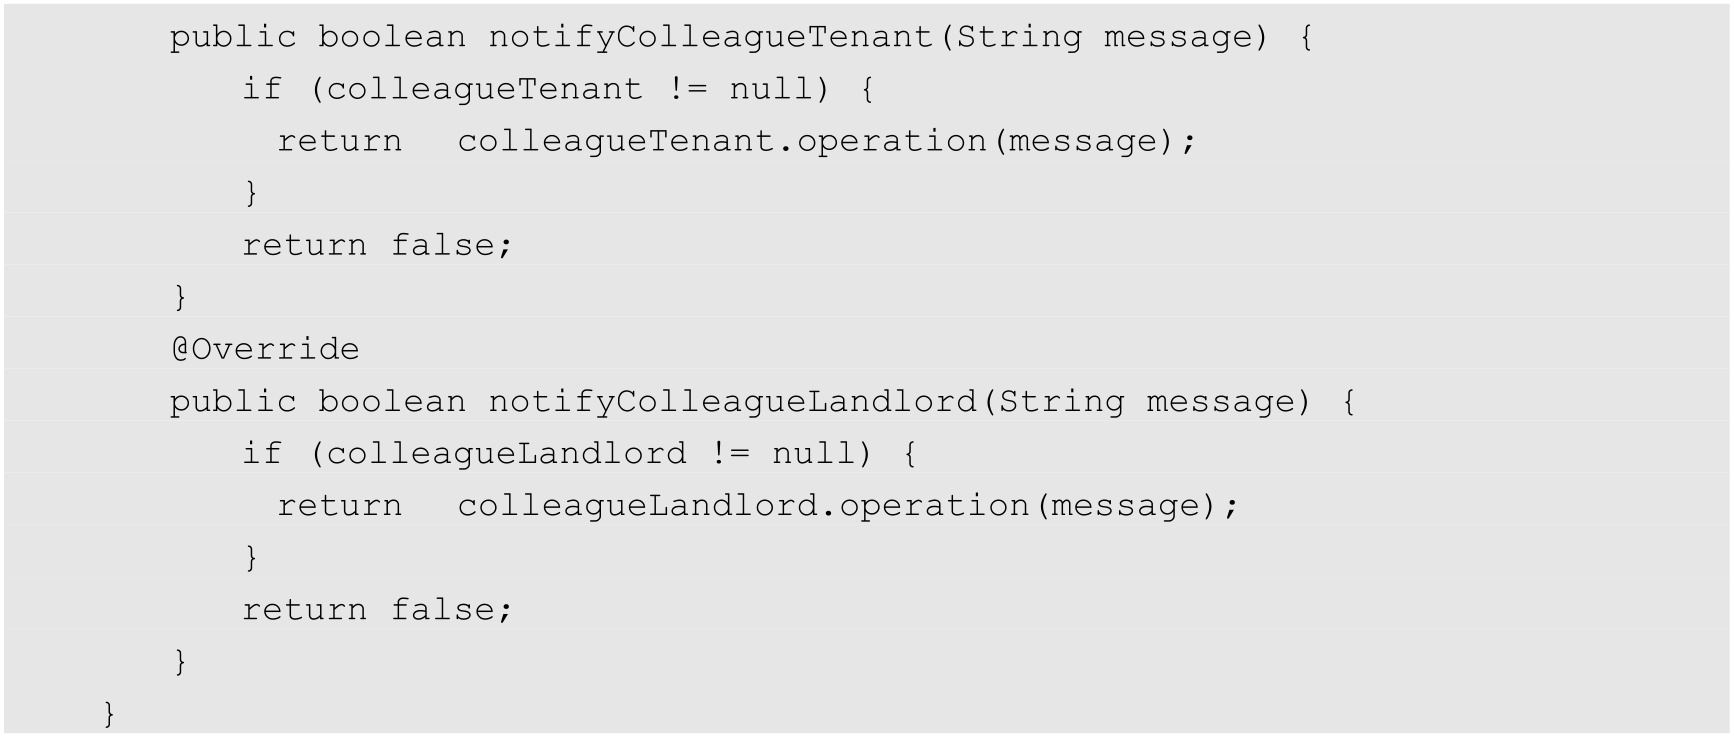 public boolean notifyColleagueTenant(String message) {
if (colleagueTenant != null) {
return colleagueTenant.operation(message);
}
return false;
}
@Override
public boolean notifyColleagueLandlord(String message) {
if (colleagueLandlord != null) {
return colleagueLandlord.operation(message);
}
return false;
}
}